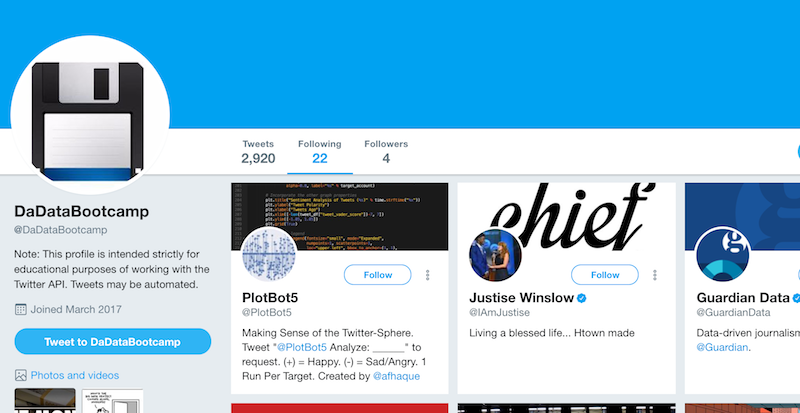 Tweets
Following
Followers
2,920
22
4
DaDataBootcamp
@DaDataBootcamp
Note: This profile is intended strictly for
educational purposes of working with the
Twitter API. Tweets may be automated.
Joined March 2017
Tweet to DaDataBootcamp
Photos and videos
Follow
PlotBot5
@PlotBot5
Making Sense of the Twitter-Sphere.
Tweet "@PlotBot5 Analyze: ______" to
request. (+) = Happy. (-) = Sad/Angry. 1
Run Per Target. Created by @afhaque
chief
Follow
Justise Winslow
@IAmJustise
Living a blessed life... Htown made
g
Guardian Data
@GuardianData
Data-driven journalism
@Guardian.